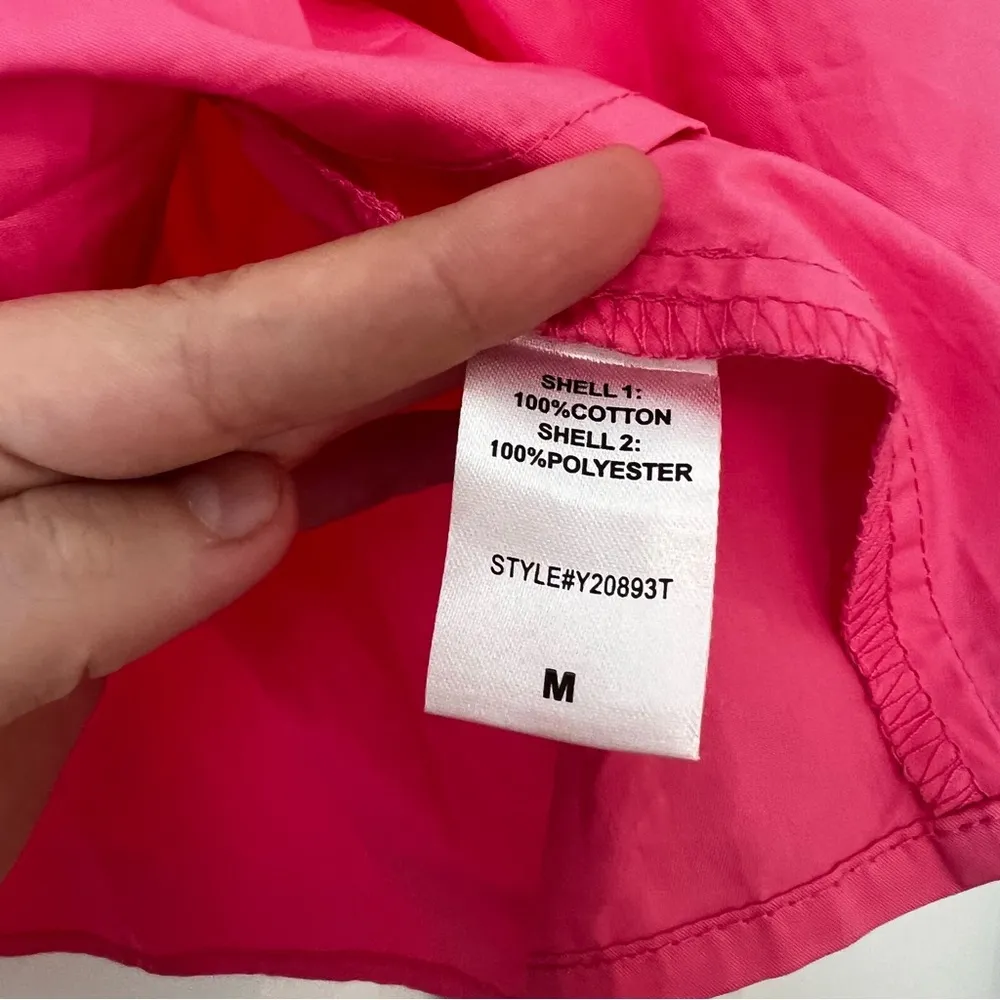 SHELL 1:
100%COTTON
SHELL 2:
100%POLYESTER
STYLE#Y20893T
M